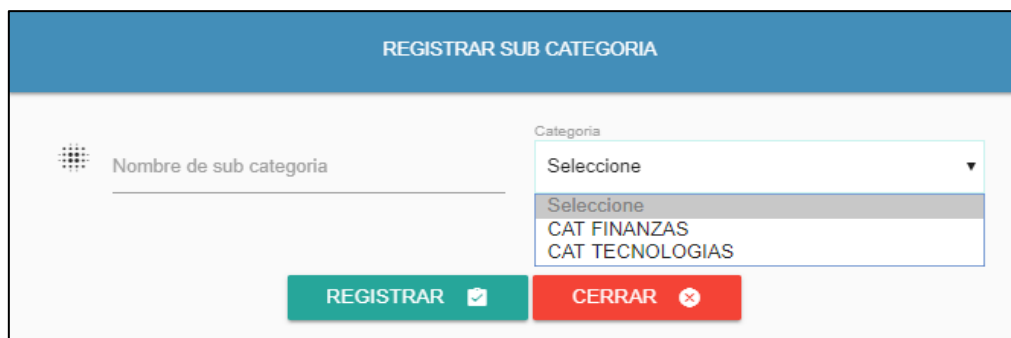 REGISTRAR SUB CATEGORIA
Categoria
Nombre de sub categoria
Seleccione
Seleccione
CAT FINANZAS
CAT TECNOLOGIAS
REGISTRAR
CERRAR